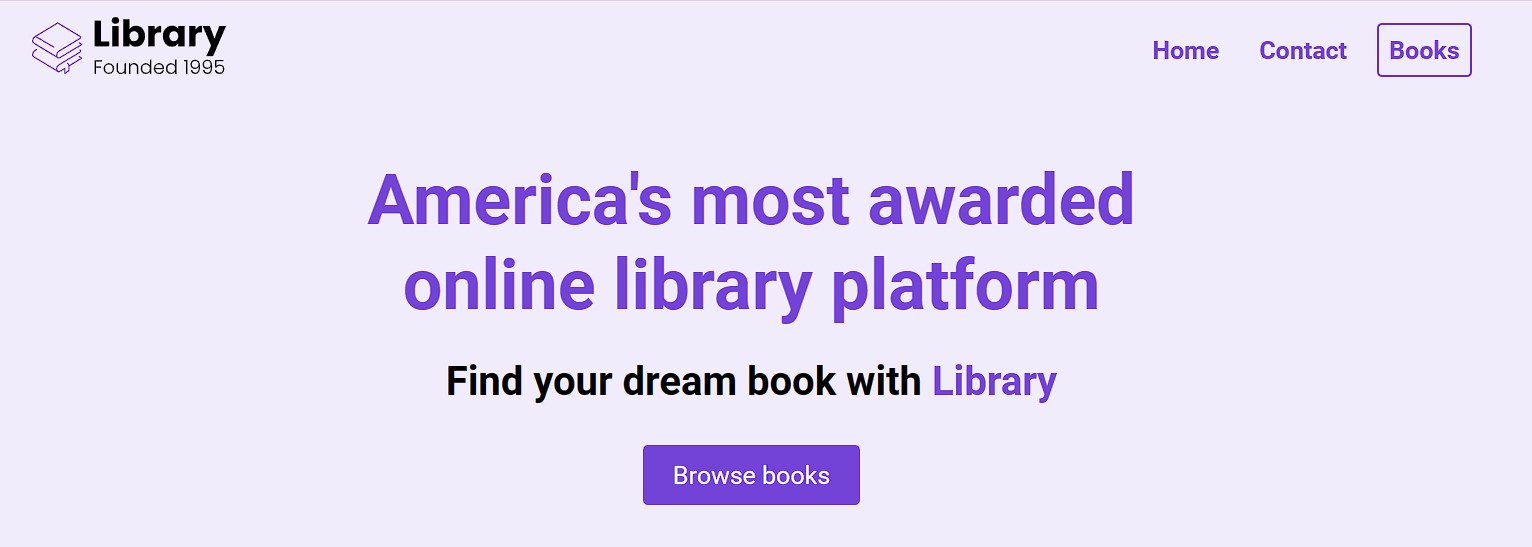 Library
Founded 1995
Home Contact Books
America's most awarded
online library platform
Find your dream book with Library
Browse books